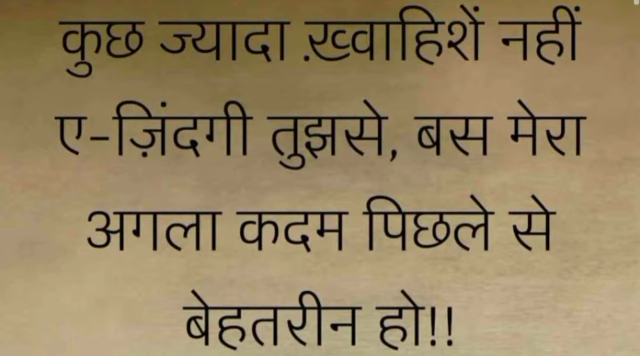 कुछ ज्यादा ख़्वाहिशें नहीं
ए-ज़िंदगी तुझसे, बस मेरा
अगला कदम पिछले से
बेहतरीन हो!!